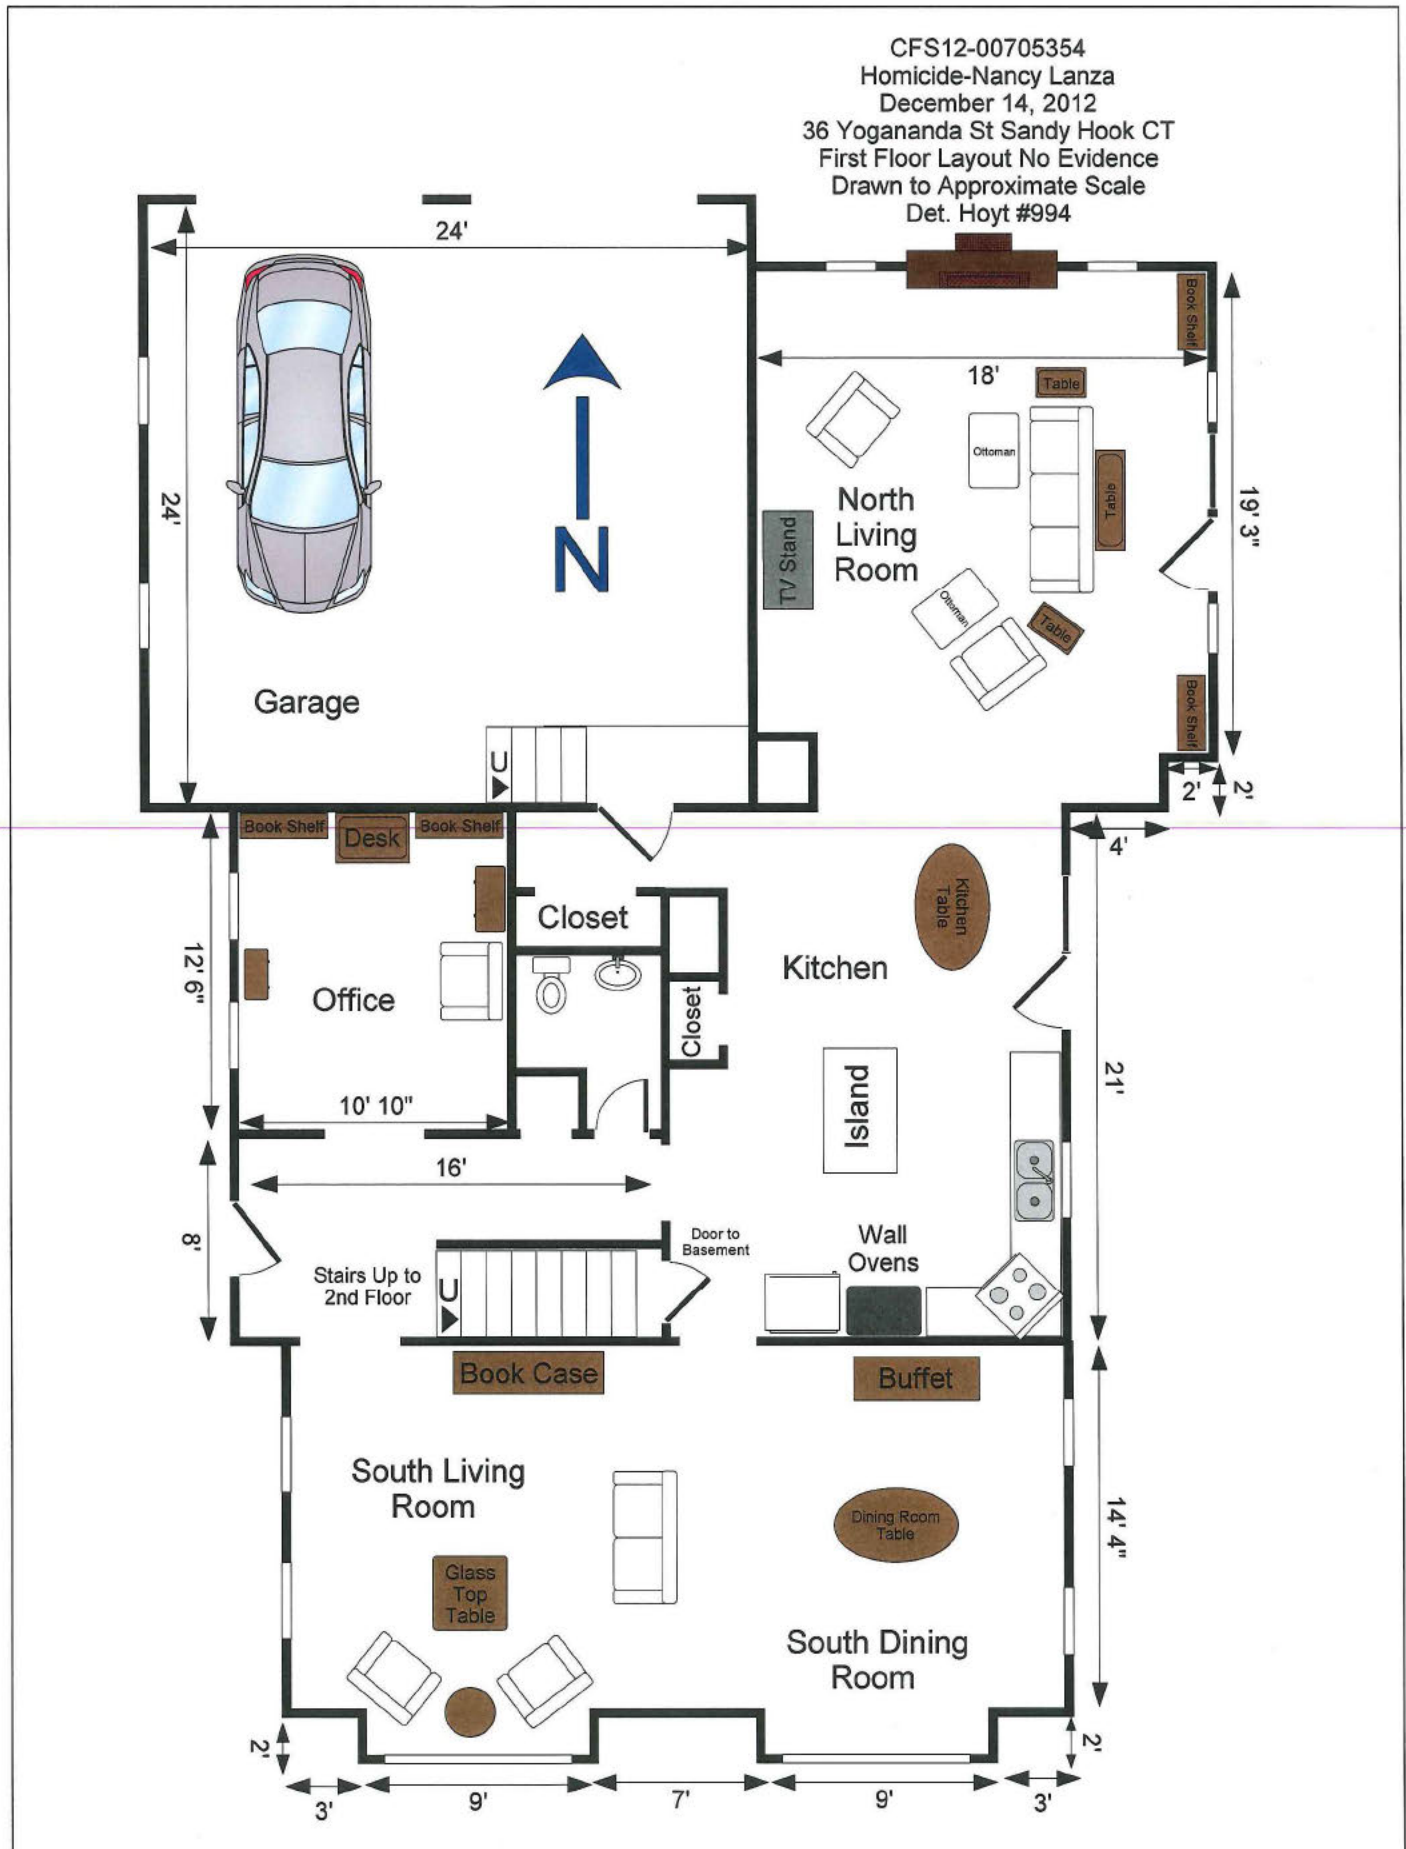 CFS12-00705354
Homicide-Nancy Lanza
December 14, 2012
36 Yogananda St Sandy Hook CT
First Floor Layout No Evidence
Drawn to Approximate Scale
Det. Hoyt #994
24'
Book Shelf
18'
Table
Ottoman
24'
North
Living
Room
Table
19' 3"
TV Stand
N
Ottoman
Table
Garage
Book Shelf
U
2'
2'
Book Shelf
Desk
Book Shelf
4'
Kitchen
Table
Closet
12' 6"
Kitchen
Office
Closet
21'
Island
10' 10"
16'
8'
Door to
Basement
Wall
Ovens
Stairs Up to
2nd Floor
U
Book Case
Buffet
South Living
Room
Dining Room
Table
14' 4"
Glass
Top
Table
South Dining
Room
2'
2'
3'
9'
7'
9'
3'